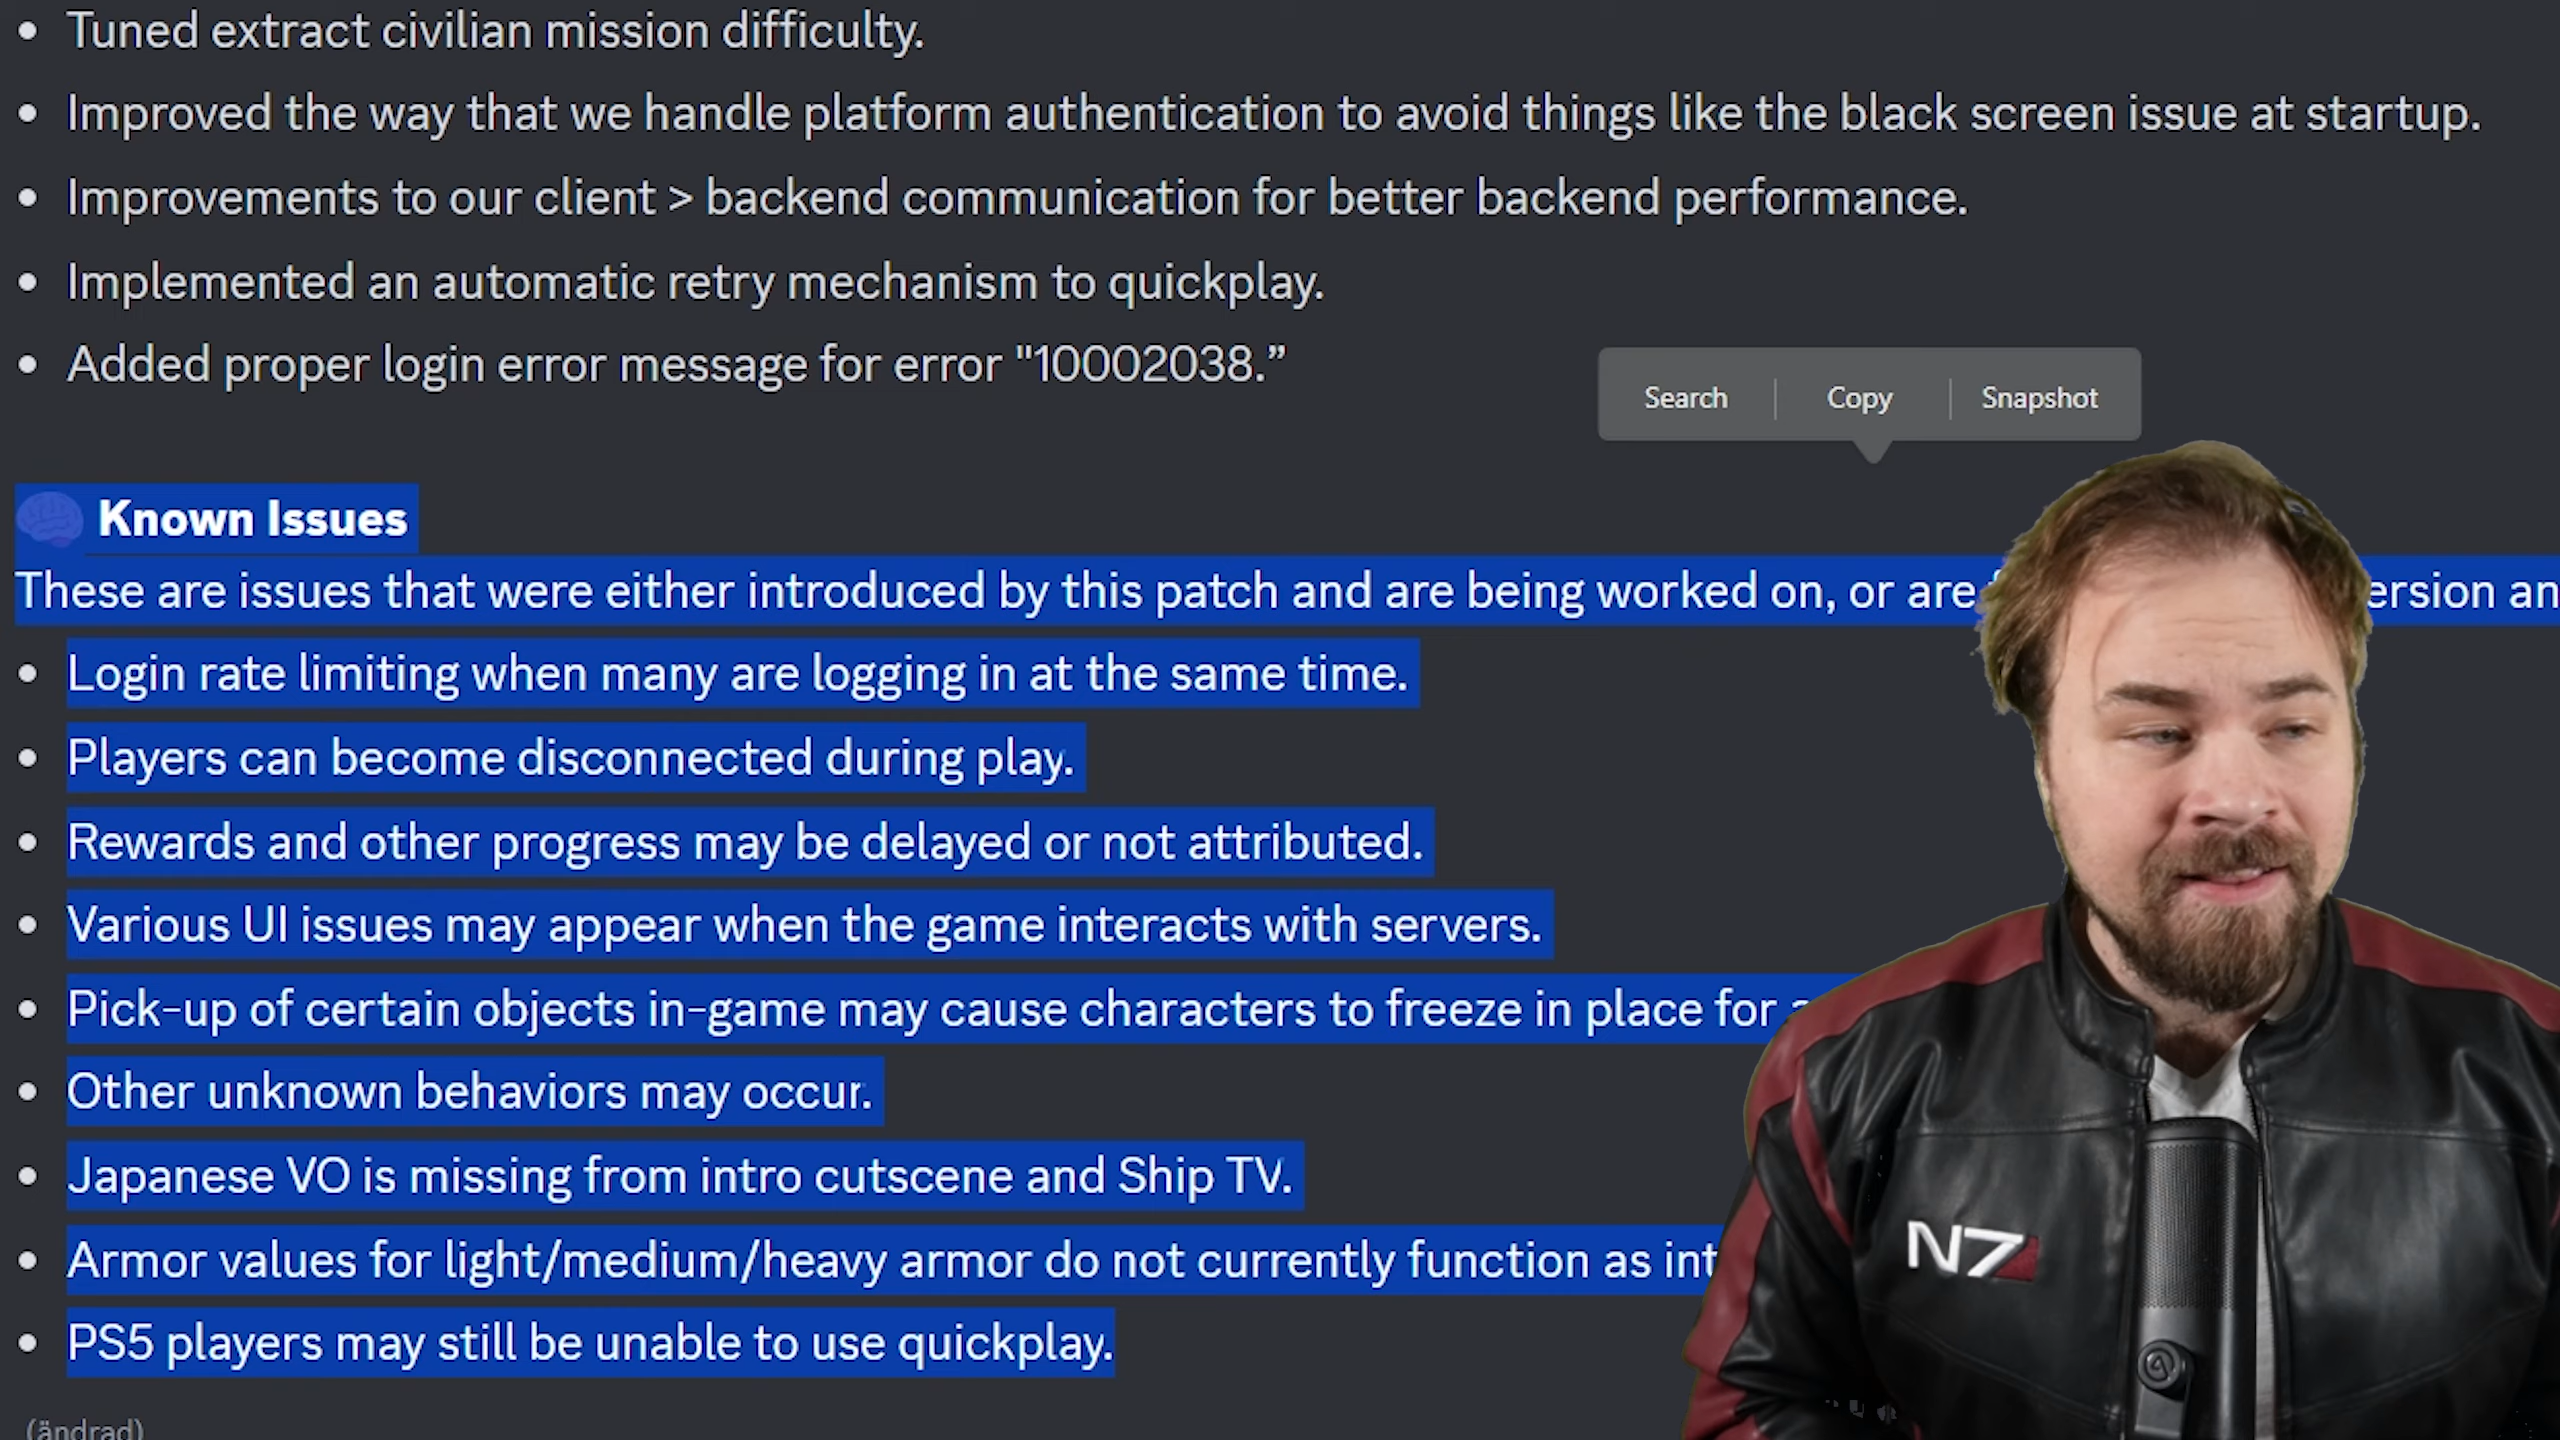 Tuned extract civilian mission difficulty.
Improved the way that we handle platform authentication to avoid things like the black screen issue at startup.
Improvements to our client > backend communication for better backend performance.
Implemented an automatic retry mechanism to quickplay.
Added proper login error message for error "10002038.”
Search Copy Snapshot
Known Issues
These are issues that were either introduced by this patch and are being worked on, or are
Login rate limiting when many are logging in at the same time.
Players can become disconnected during play.
Rewards and other progress may be delayed or not attributed.
Various UI issues may appear when the game interacts with servers.
Pick-up of certain objects in-game may cause characters to freeze in place for
Other unknown behaviors may occur.
Japanese VO is missing from intro cutscene and Ship TV.
Armor values for light/medium/heavy armor do not currently function as
PS5 players may still be unable to use quickplay.
(ändrad)
N7